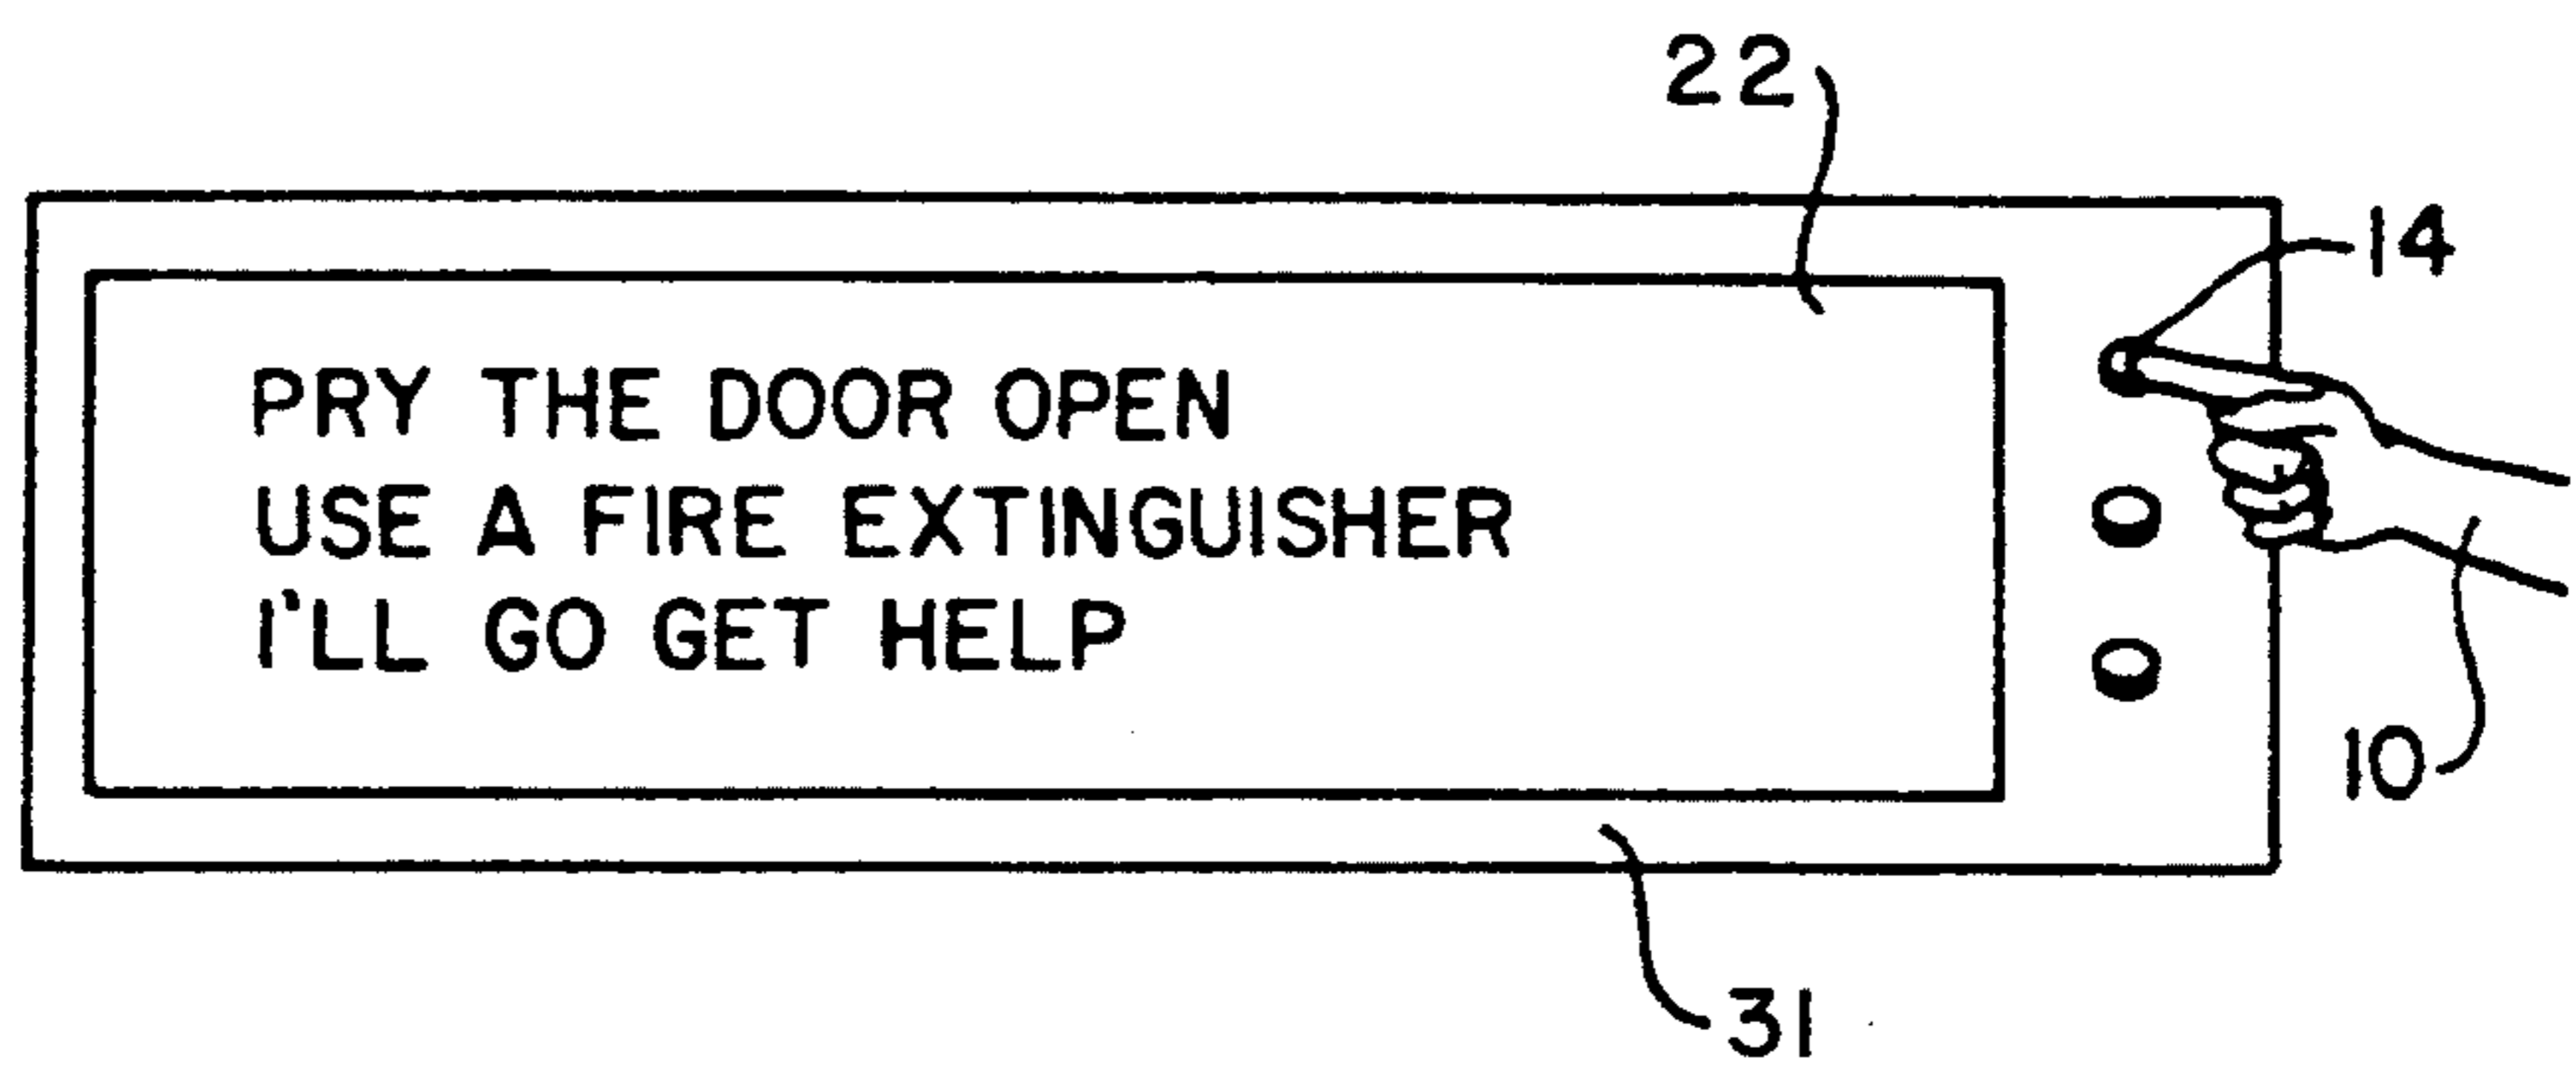 22
14
PRY THE DOOR OPEN
USE A FIRE EXTINGUISHER
I'LL GO GET HELP
10
31